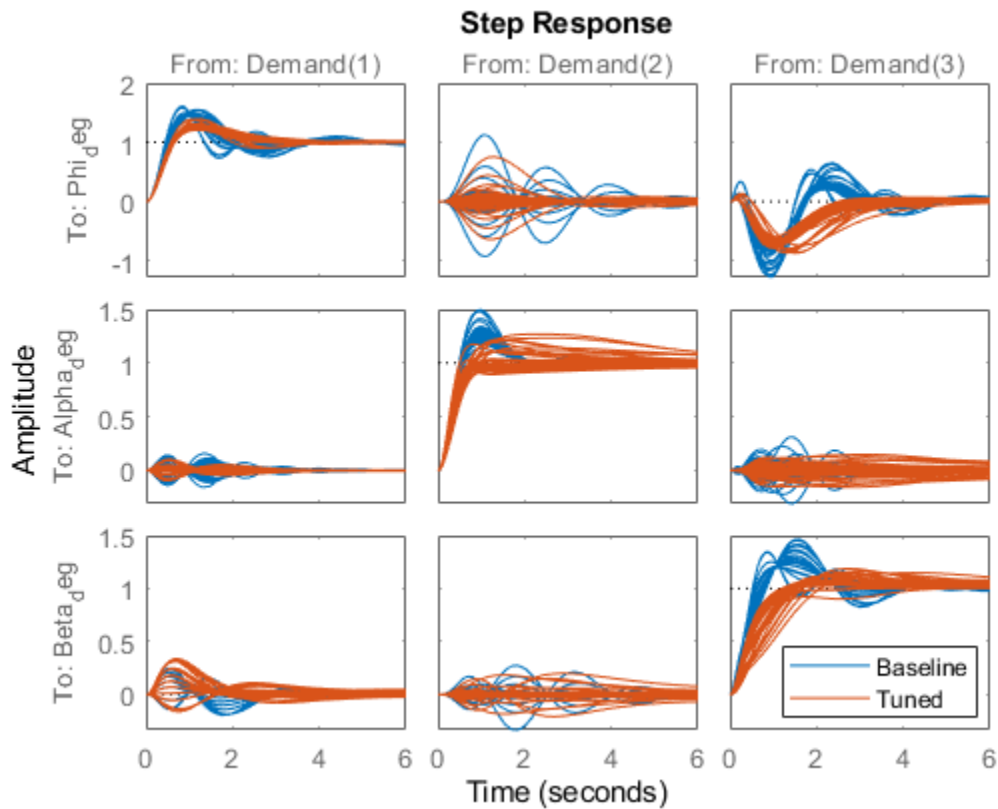 Step Response
From: Demand(1) From: Demand(2) From: Demand(3)
Amplitude
To: Phi_deg
2
1
0
-1
To: Alpha_deg
1.5
1
0.5
0
To: Beta_deg
1.5
1
0.5
0
Baseline
Tuned
0 2 4 6 0 2 4 6 0 2 4 6
Time (seconds)